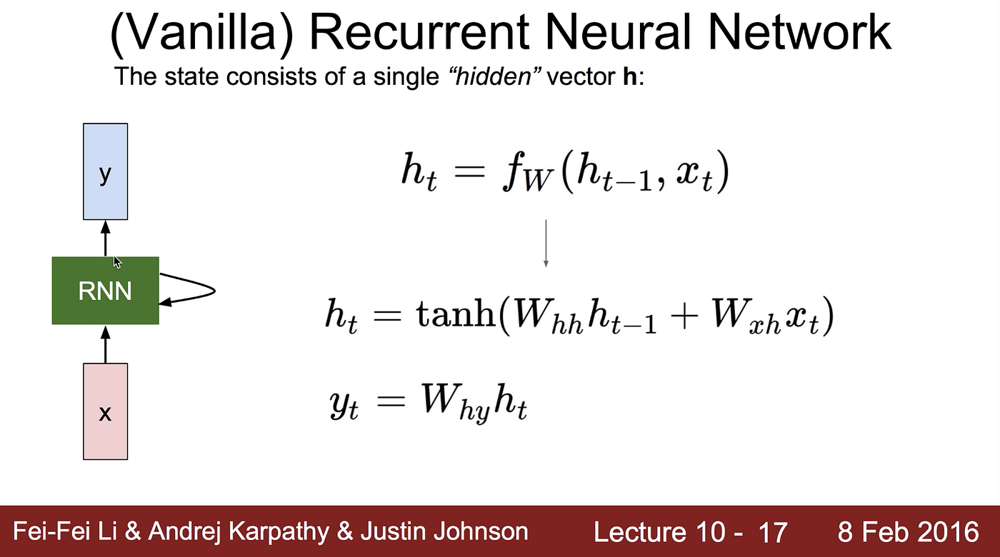 (Vanilla) Recurrent Neural Network
The state consists of a single “hidden” vector h:
y
RNN
x
h_t = f_W(h_{t−1}, x_t)
h_t = tanh(W_{hh}h_{t−1} + W_{xh}x_t)
y_t = W_{hy}h_t
Fei-Fei Li & Andrej Karpathy & Justin Johnson Lecture 10 - 17 8 Feb 2016